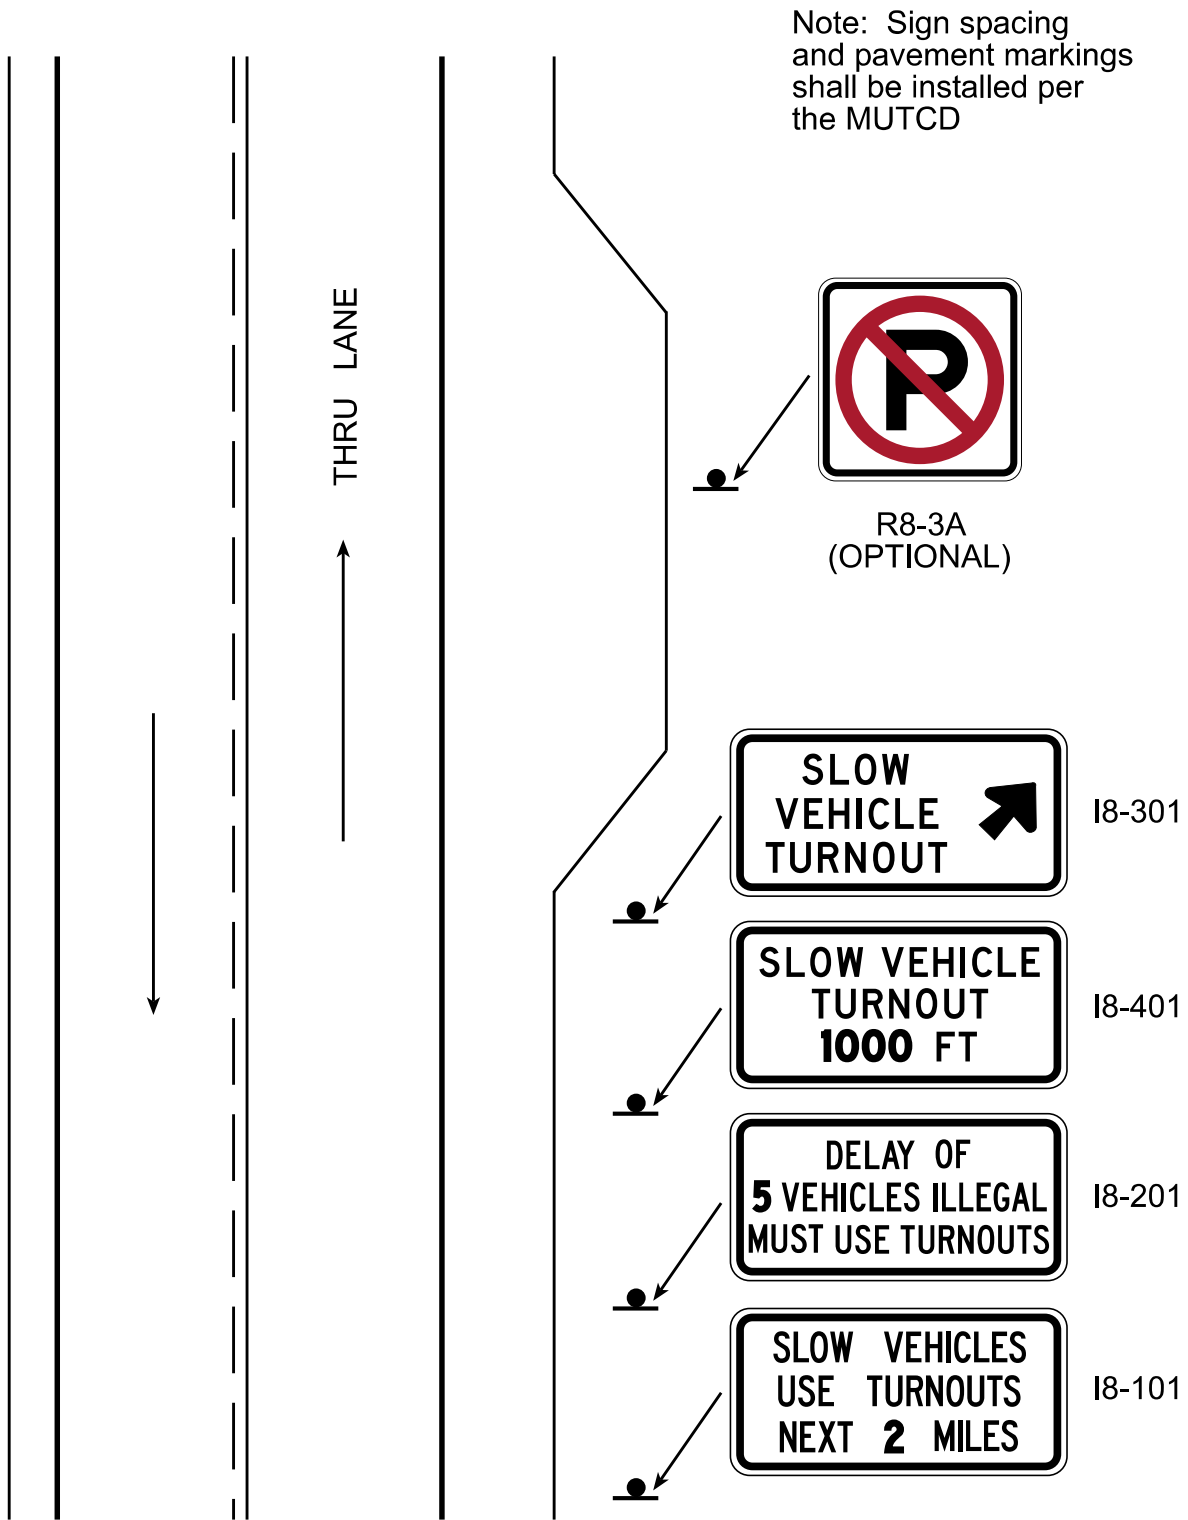 Note: Sign spacing
and pavement markings
shall be installed per
the MUTCD
THRU LANE
P
R8-3A
(OPTIONAL)
SLOW
VEHICLE
TURNOUT
I8-301
SLOW VEHICLE
TURNOUT
1000 FT
I8-401
DELAY OF
5 VEHICLES ILLEGAL
MUST USE TURNOUTS
I8-201
SLOW VEHICLES
USE TURNOUTS
NEXT 2 MILES
I8-101